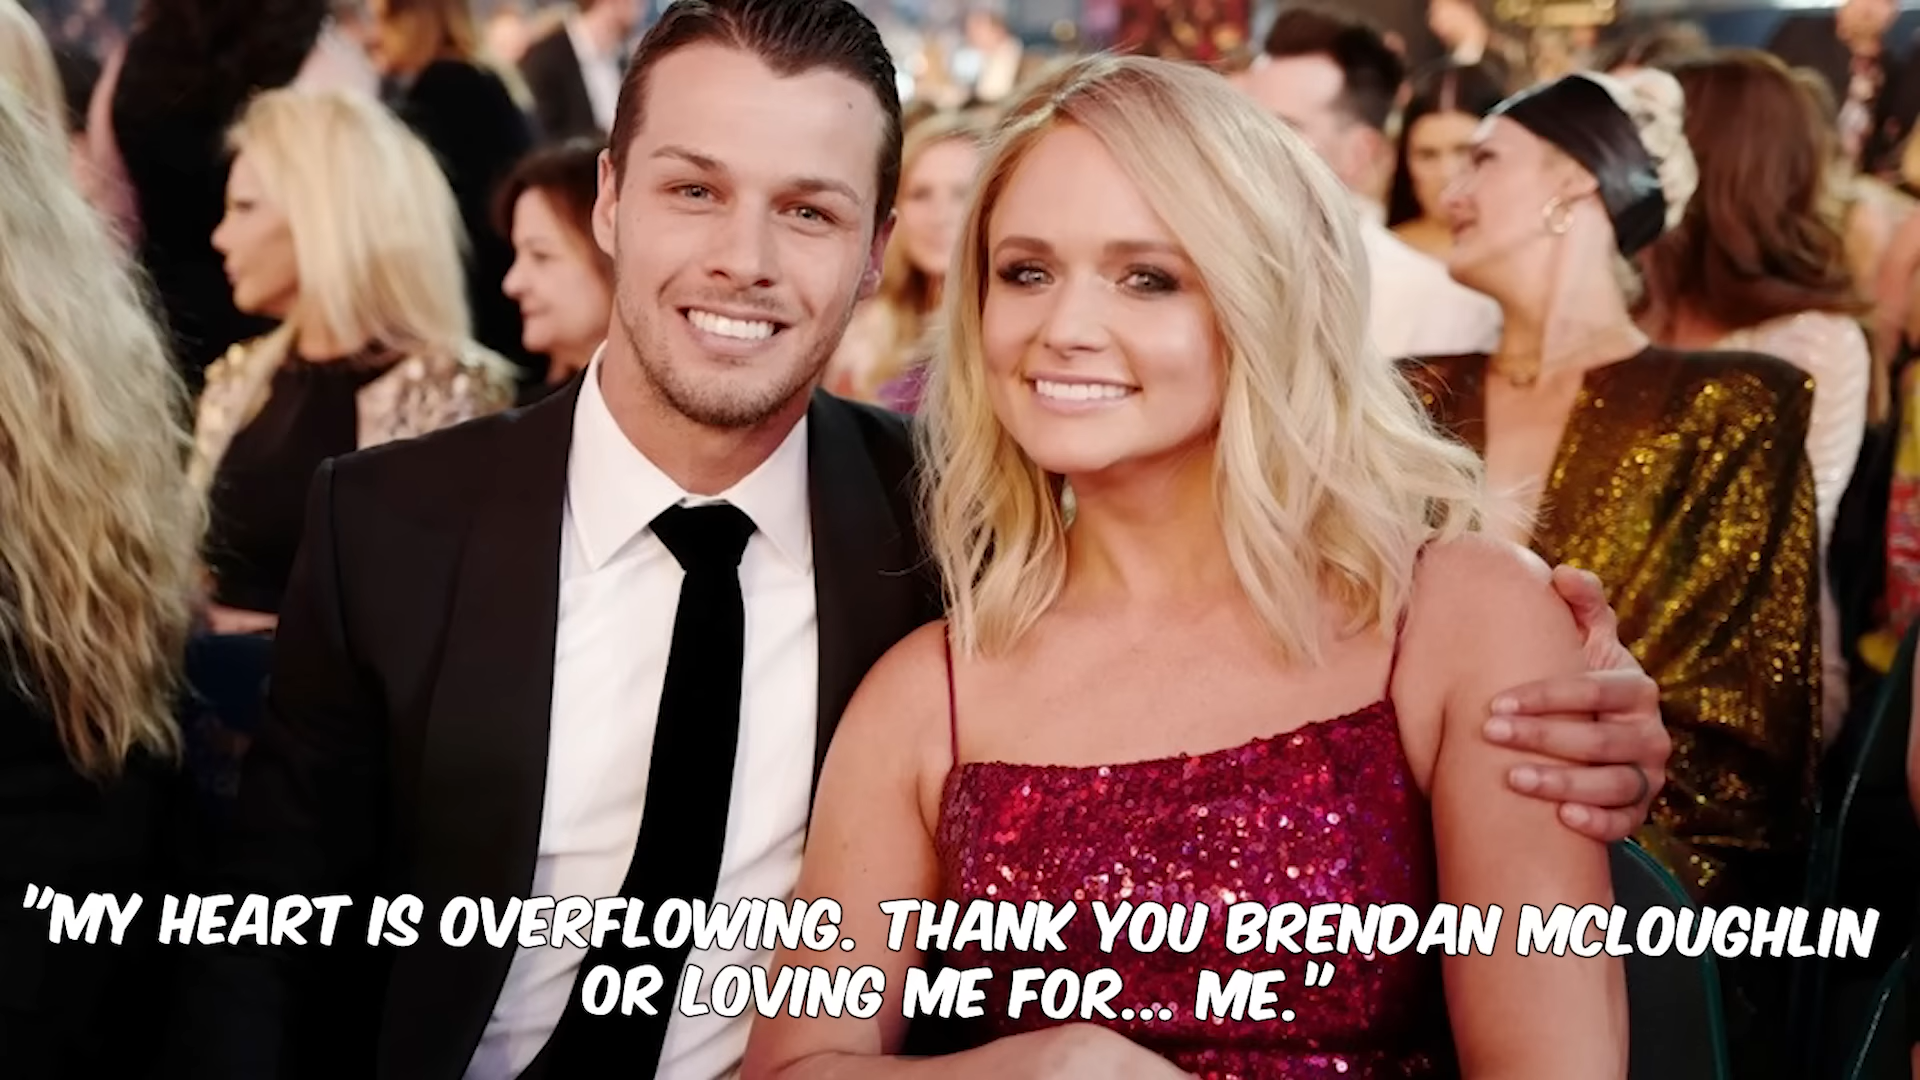 "MY HEART IS OVERFLOWING. THANK YOU BRENDAN MCLOUGHLIN
OR LOVING ME FOR... ME."